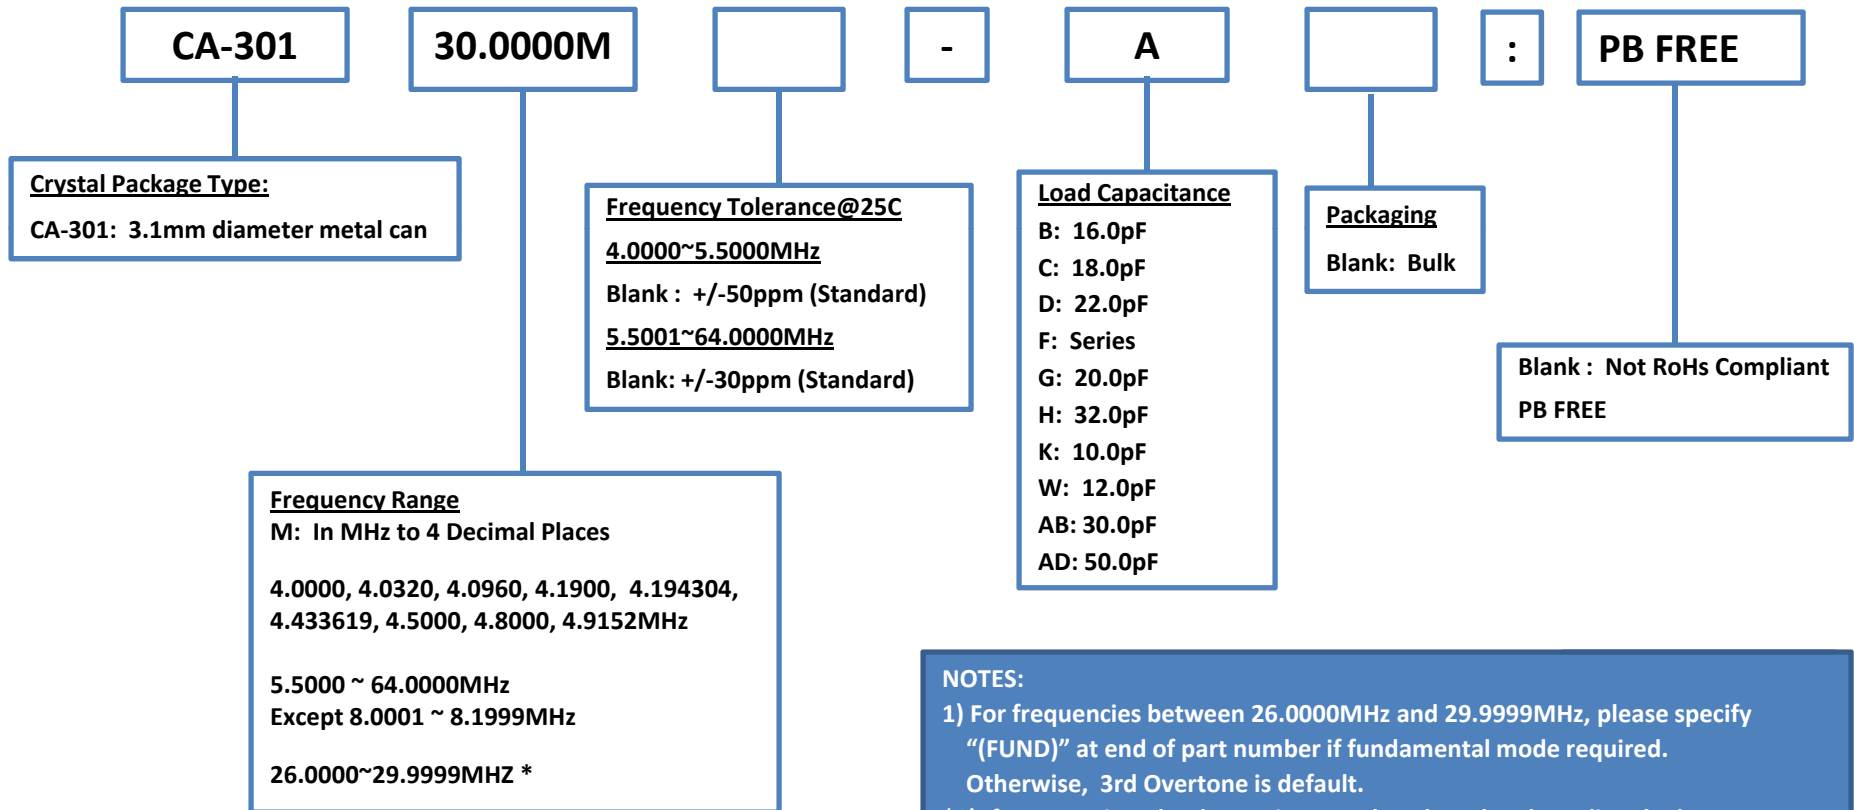 CA-301 30.0000M - A : PB FREE
Crystal Package Type:
CA-301: 3.1mm diameter metal can
Frequency Tolerance@25C
4.0000~5.5000MHz
Blank : +/-50ppm (Standard)
5.5001~64.0000MHz
Blank: +/-30ppm (Standard)
Load Capacitance
B: 16.0pF
C: 18.0pF
D: 22.0pF
F: Series
G: 20.0pF
H: 32.0pF
K: 10.0pF
W: 12.0pF
AB: 30.0pF
AD: 50.0pF
Packaging
Blank: Bulk
Blank : Not RoHs Compliant
PB FREE
Frequency Range
M: In MHz to 4 Decimal Places
4.0000, 4.0320, 4.0960, 4.1900, 4.194304,
4.433619, 4.5000, 4.8000, 4.9152MHz
5.5000 ~ 64.0000MHz
Except 8.0001 ~ 8.1999MHz
26.0000~29.9999MHZ *
NOTES:
1) For frequencies between 26.0000MHz and 29.9999MHz, please specify
“(FUND)” at end of part number if fundamental mode required.
Otherwise, 3rd Overtone is default.